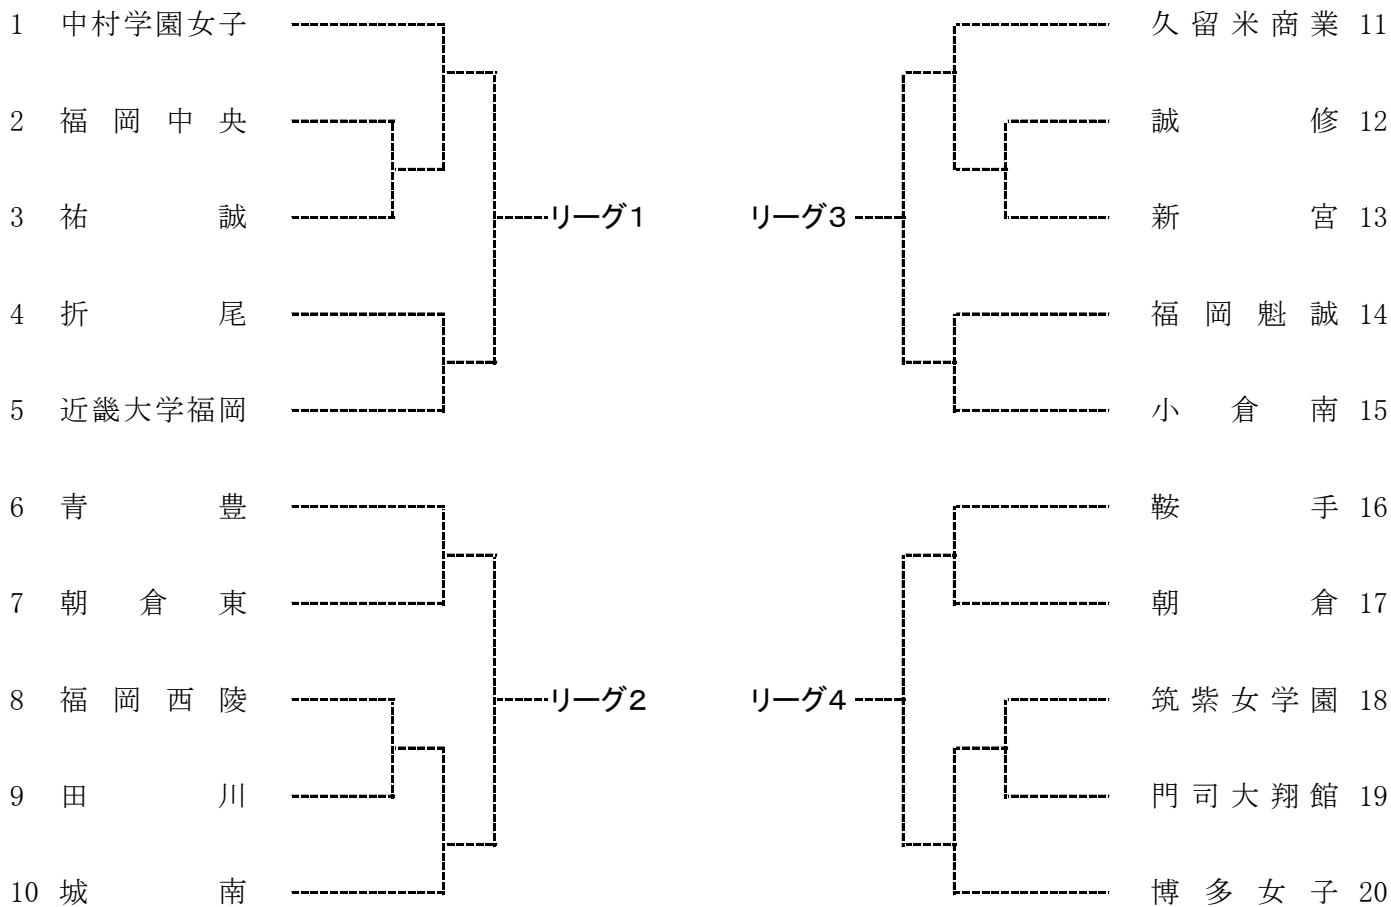 1 中村学園女子
2 福岡中央
3 祐誠
4 折尾
5 近畿大学福岡
6 青豊
7 朝倉東
8 福岡西陵
9 田川
10 城南
リーグ1
リーグ2
リーグ3
リーグ4
久留米商業 11
誠修 12
新宮 13
福岡魁誠 14
小倉南 15
鞍手 16
朝倉 17
筑紫女学園 18
門司大翔館 19
博多女子 20